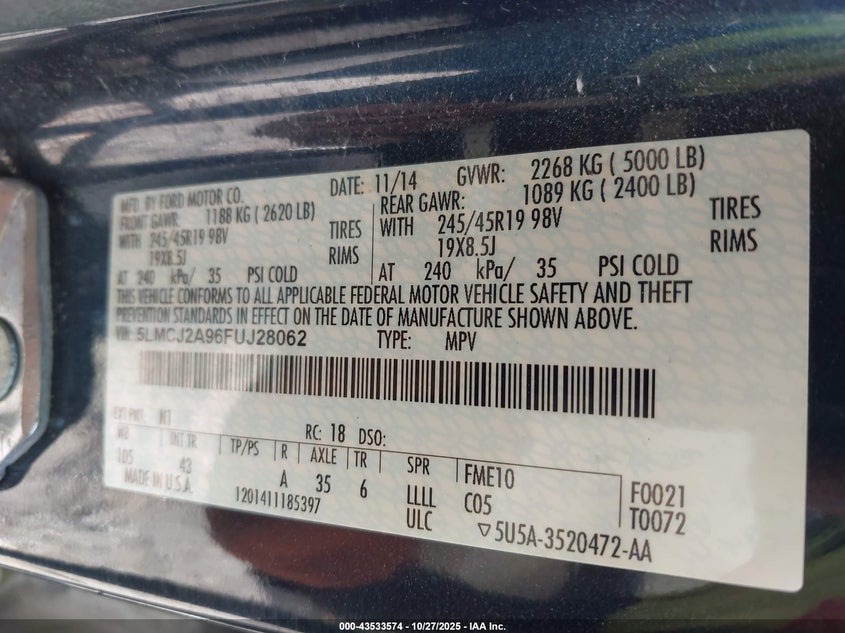 MFD. BY FORD MOTOR CO.
DATE: 11/14 GVWR: 2268 KG ( 5000 LB)
FRONT GAWR: 1188 KG ( 2620 LB) REAR GAWR: 1089 KG ( 2400 LB)
WITH 245/45R19 98V TIRES WITH 245/45R19 98V TIRES
19X8.5J RIMS 19X8.5J RIMS
AT 240 kPa/ 35 PSI COLD AT 240 kPa/ 35 PSI COLD
THIS VEHICLE CONFORMS TO ALL APPLICABLE FEDERAL MOTOR VEHICLE SAFETY AND THEFT
PREVENTION STANDARDS IN EFFECT ON THE DATE OF MANUFACTURE SHOWN ABOVE.
VIN: 5LMCJ2A96FUJ28062 TYPE: MPV
EXT PNT: RC: 18 DSO:
WB INT TR TP/PS R AXLE TR SPR FME10
105 43 A 35 6 LLLL C05 F0021
MADE IN U.S.A. 1201411185397 ULC T0072
5U5A-3520472-AA
000-43533574 | 10/27/2025 - IAA Inc.